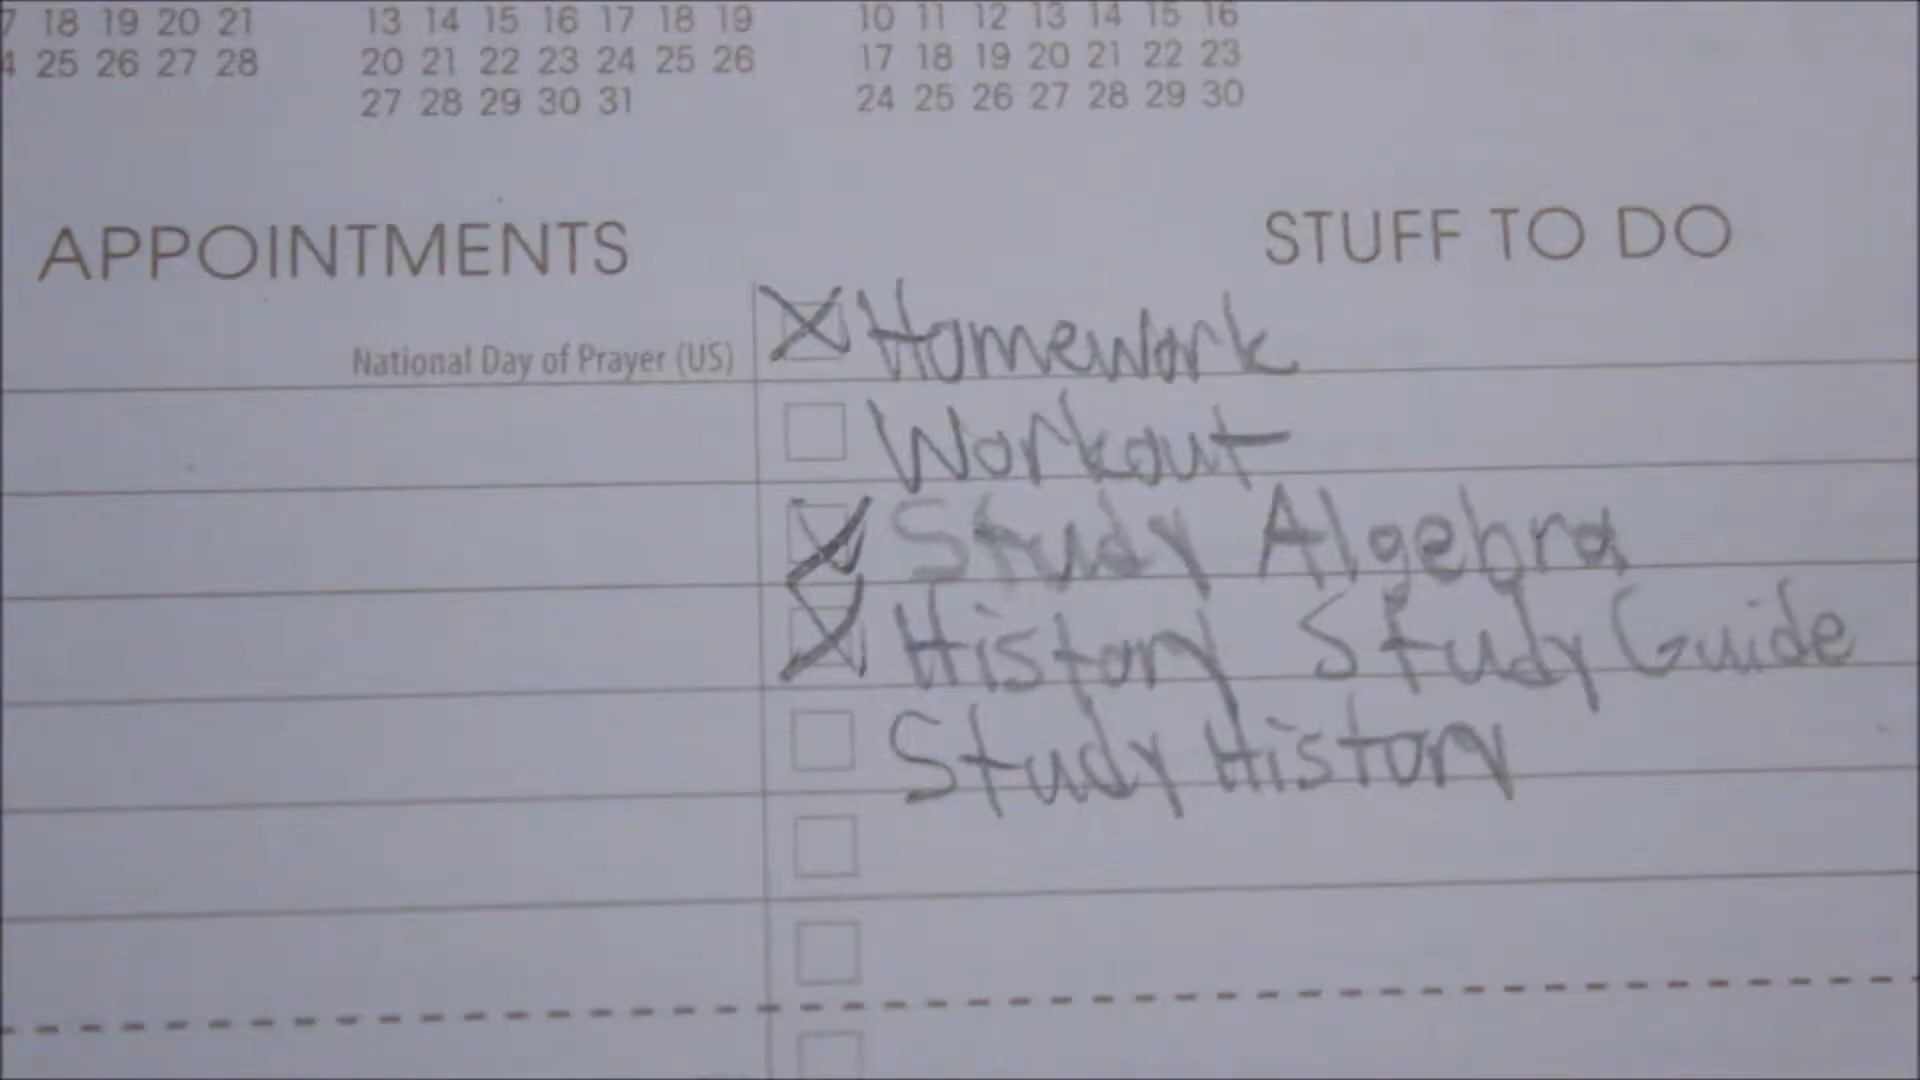 7 18 19 20 21 13 14 15 16 17 18 19 10 11 12 13 14 15 16
4 25 26 27 28 20 21 22 23 24 25 26 17 18 19 20 21 22 23
27 28 29 30 31 24 25 26 27 28 29 30
APPOINTMENTS
STUFF TO DO
National Day of Prayer (US)
Homework
Workout
Study Algebra
History Study Guide
Study History